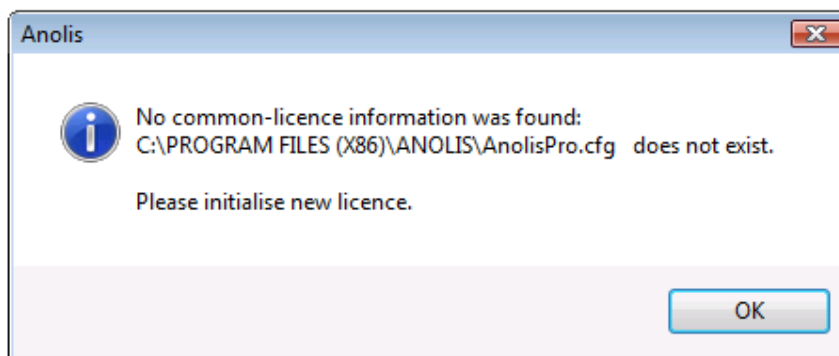 Anolis
No common-licence information was found:
C:\PROGRAM FILES (X86)\ANOLIS\AnolisPro.cfg   does not exist.
Please initialise new licence.
OK